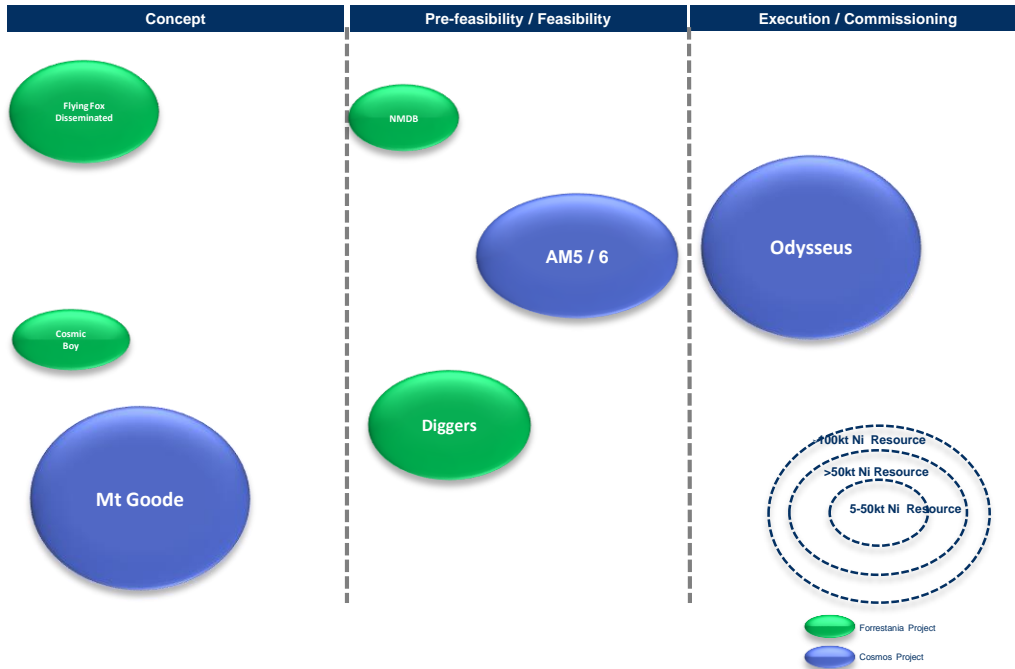 Concept
Pre-feasibility / Feasibility
Execution / Commissioning
Flying Fox
Disseminated
NMDB
AM5 / 6
Odysseus
Cosmic
Boy
Diggers
Mt Goode
100kt Ni Resource
>50kt Ni Resource
5-50kt Ni Resource
Forrestania Project
Cosmos Project